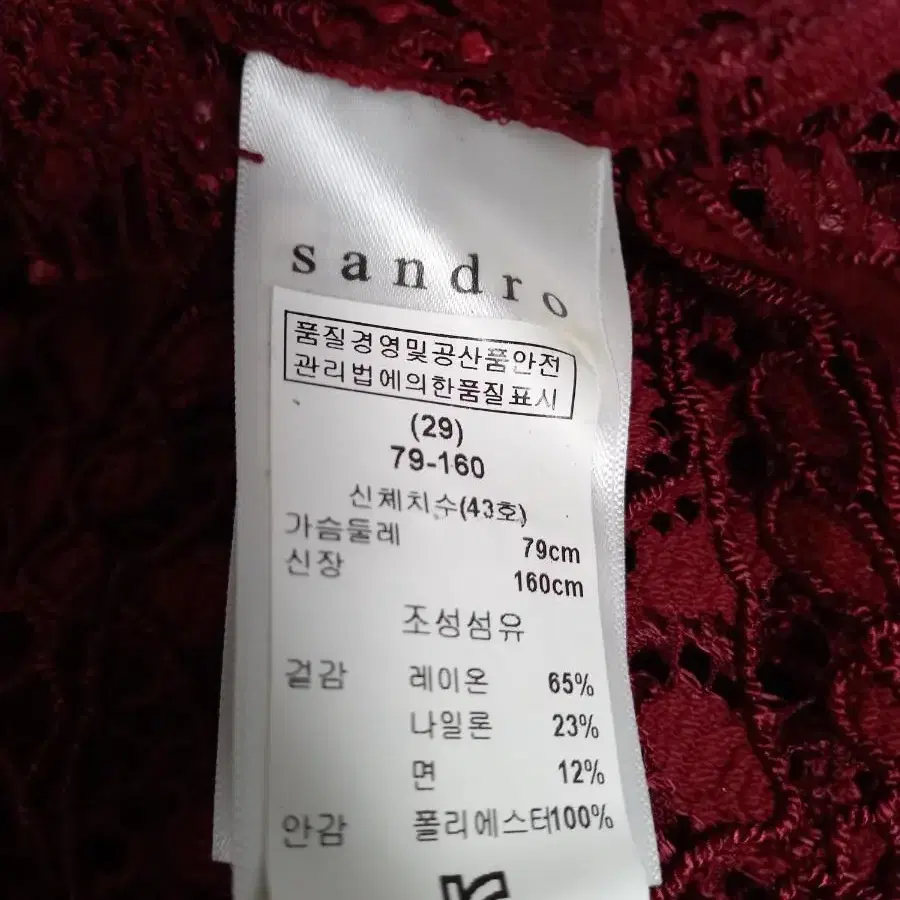 sandro
품질경영및공산품안전
관리법에의한품질표시
(29)
79-160
신체치수(43호)
가슴둘레 79cm
신장 160cm
조성섬유
겉감 레이온 65%
나일론 23%
면 12%
안감 폴리에스터100%